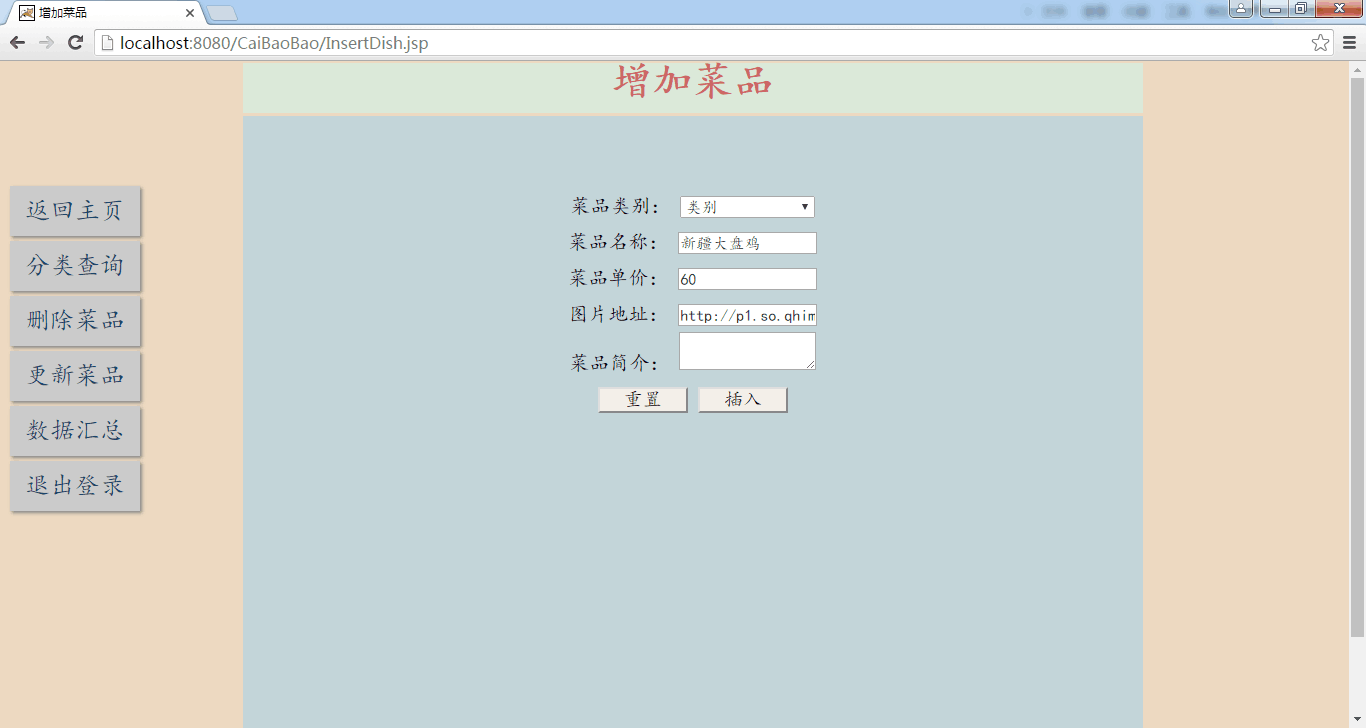 增加菜品
localhost:8080/CaiBaoBao/InsertDish.jsp
增加菜品
返回主页
分类查询
删除菜品
更新菜品
数据汇总
退出登录
菜品类别： 类别
菜品名称： 新疆大盘鸡
菜品单价： 60
图片地址： http://p1.so.qhim
菜品简介：
重置 插入